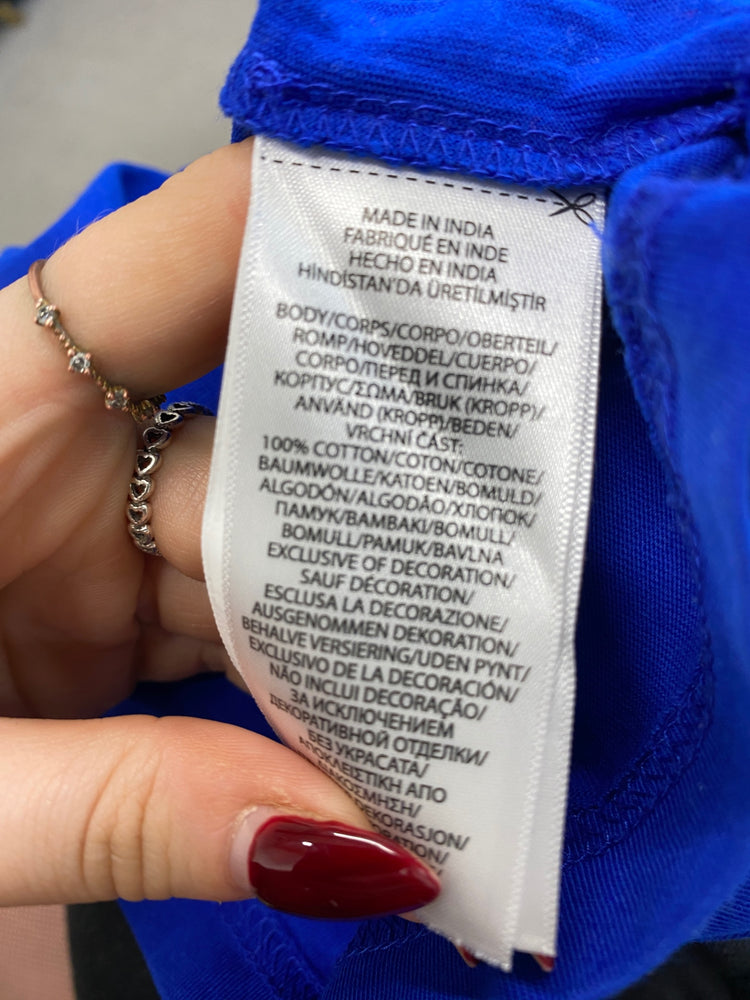 MADE IN INDIA
FABRIQUÉ EN INDE
HECHO EN INDIA
HİNDİSTAN'DA ÜRETİLMİŞTİR
BODY/CORPS/CORPO/OBERTEIL/
ROMP/HOVEDDEL/CUERPO/
CORPO/ПЕРЕД И СПИНКА/
КОРПУС/ΣΩΜΑ/BRUK (KROPP)/
ANVÄND (KROPP)/BEDEN/
VRCHNÍ ČÁST:
100% COTTON/COTON/COTONE/
BAUMWOLLE/KATOEN/BOMULD/
ALGODÓN/ALGODÃO/ХЛОПОК/
ПАМУК/ΒΑΜΒΑΚΙ/BOMULL/
BOMULL/PAMUK/BAVLNA
EXCLUSIVE OF DECORATION/
SAUF DÉCORATION/
ESCLUSA LA DECORAZIONE/
AUSGENOMMEN DEKORATION/
BEHALVE VERSIERING/UDEN PYNT/
EXCLUSIVO DE LA DECORACIÓN/
NÃO INCLUI DECORAÇÃO/
ЗА ИСКЛЮЧЕНИЕМ
ДЕКОРАТИВНОЙ ОТДЕЛКИ/
БЕЗ УКРАСАТА/
ΑΠΟΚΛΕΙΣΤΙΚΗ ΑΠΟ